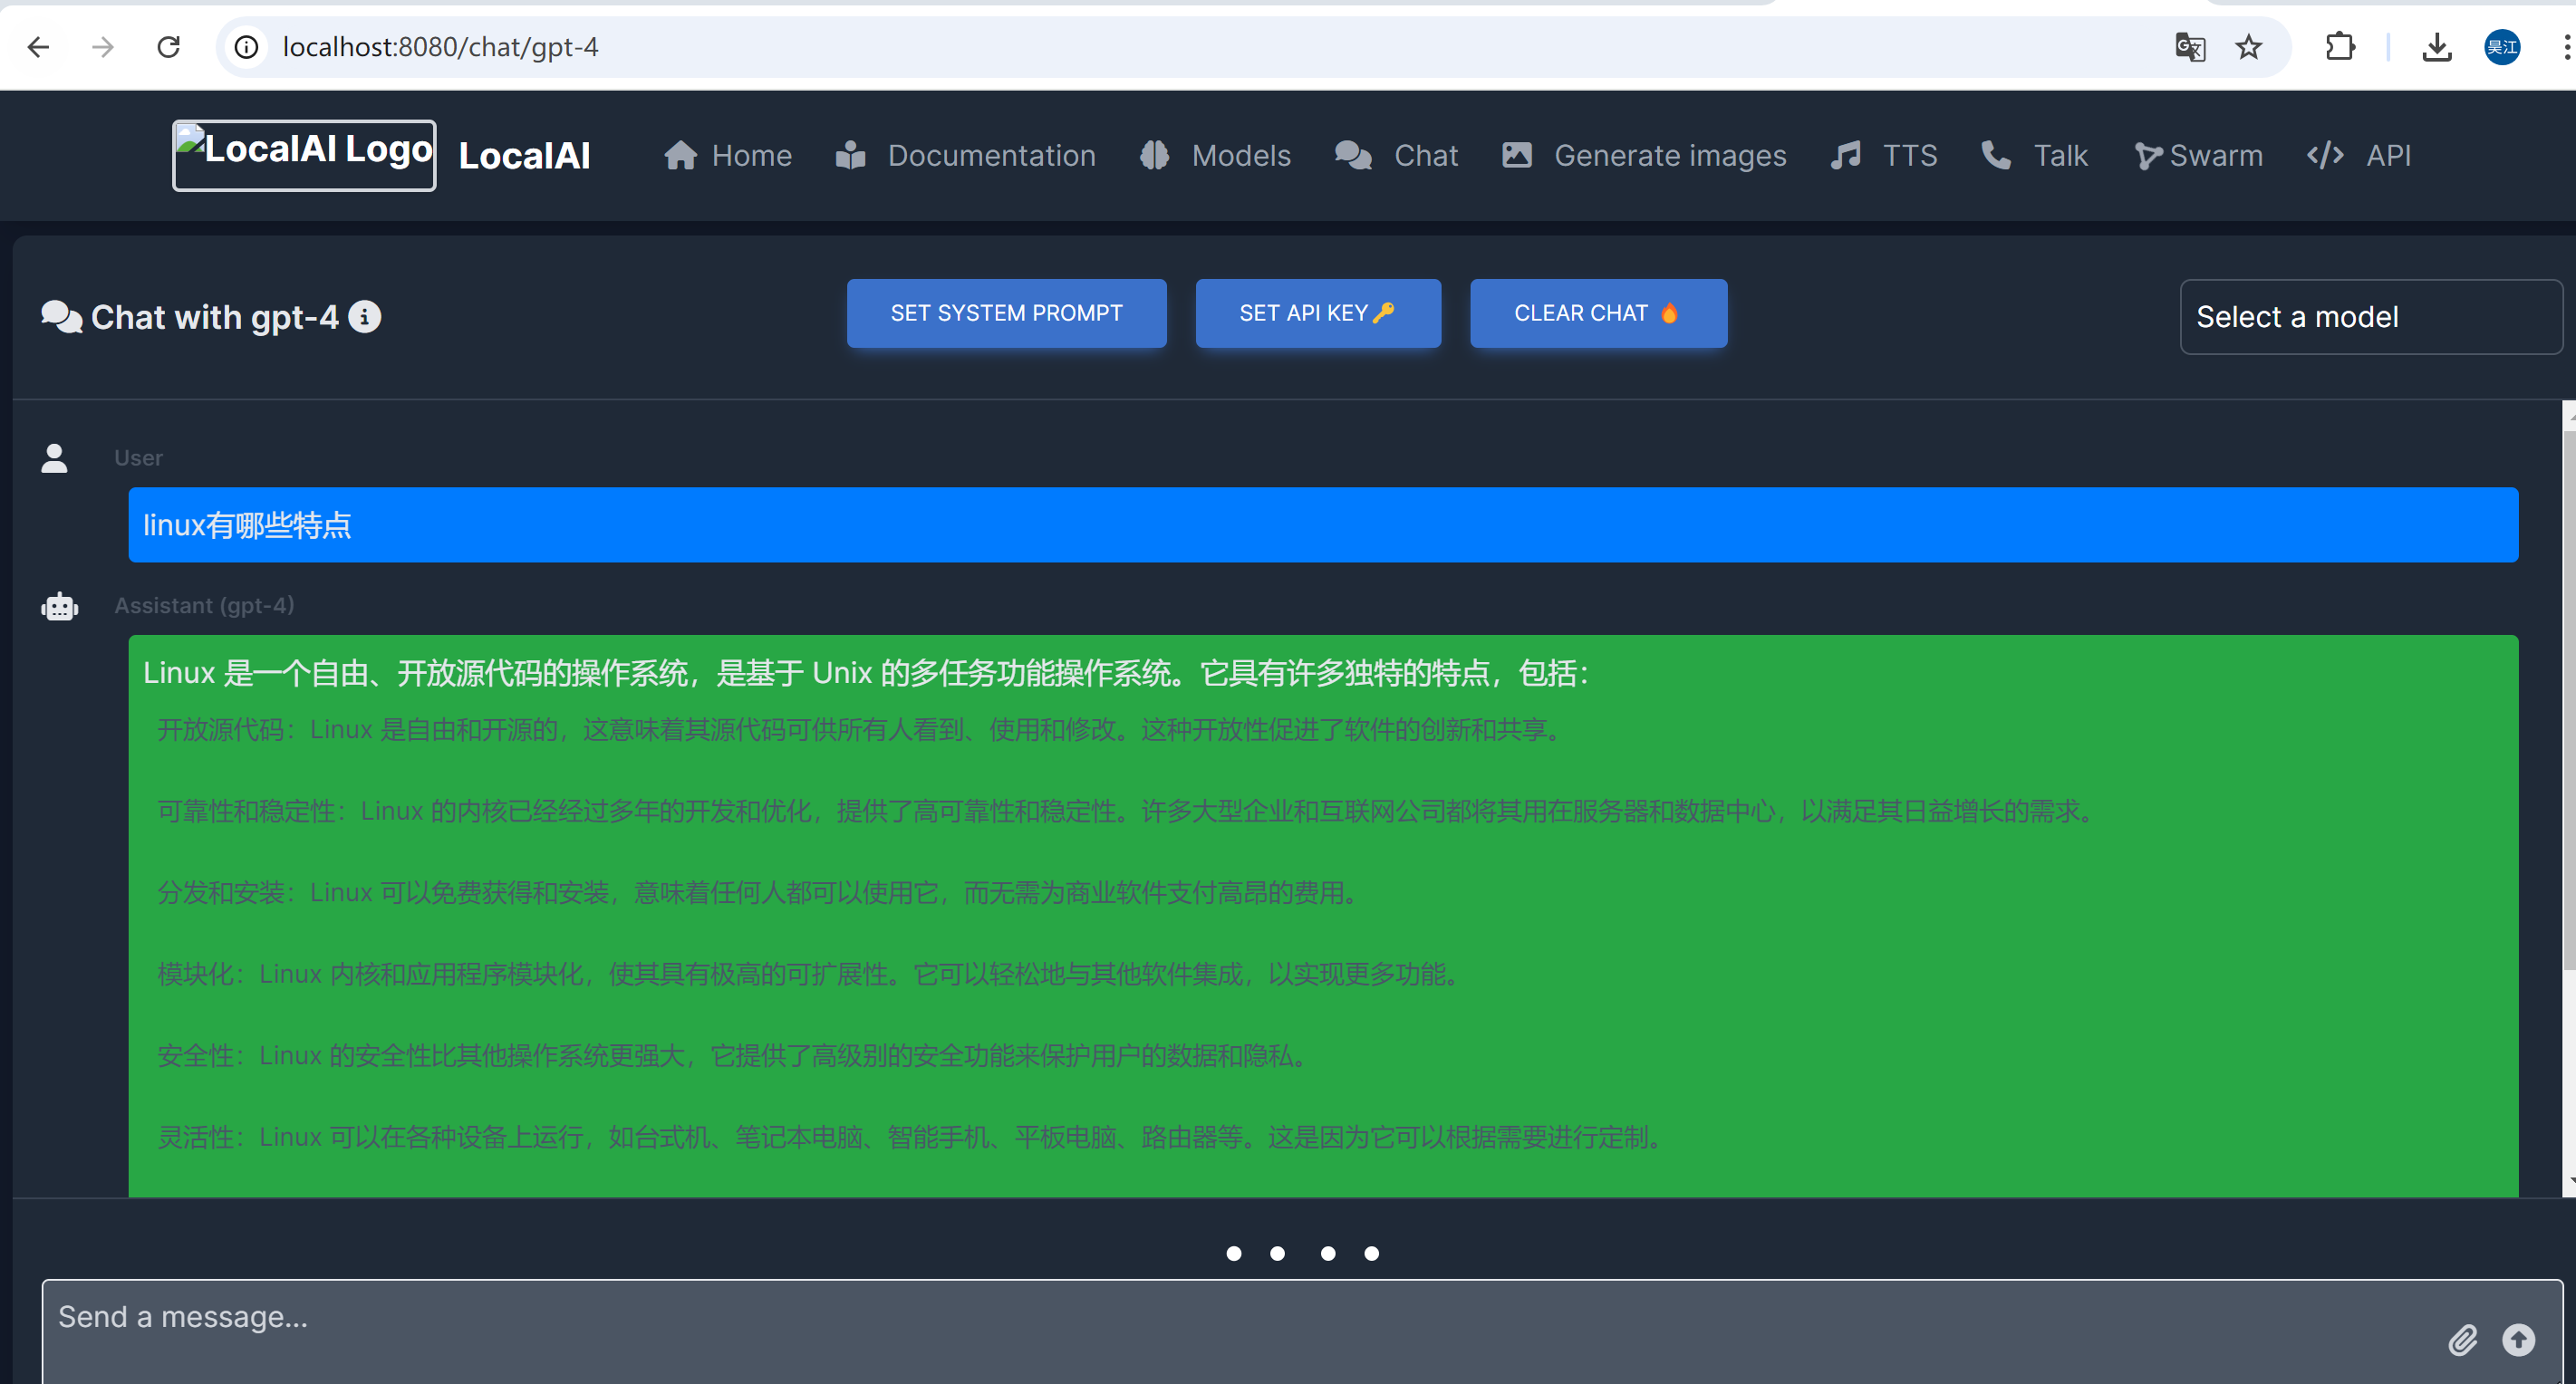 localhost:8080/chat/gpt-4
昊江
LocalAI Logo LocalAI Home Documentation Models Chat Generate images TTS Talk Swarm API
Chat with gpt-4
SET SYSTEM PROMPT
SET API KEY
CLEAR CHAT
Select a model
User
linux有哪些特点
Assistant (gpt-4)
Linux 是一个自由、开放源代码的操作系统，是基于 Unix 的多任务功能操作系统。它具有许多独特的特点，包括：
开放源代码：Linux 是自由和开源的，这意味着其源代码可供所有人看到、使用和修改。这种开放性促进了软件的创新和共享。
可靠性和稳定性：Linux 的内核已经经过多年的开发和优化，提供了高可靠性和稳定性。许多大型企业和互联网公司都将其用在服务器和数据中心，以满足其日益增长的需求。
分发和安装：Linux 可以免费获得和安装，意味着任何人都可以使用它，而无需为商业软件支付高昂的费用。
模块化：Linux 内核和应用程序模块化，使其具有极高的可扩展性。它可以轻松地与其他软件集成，以实现更多功能。
安全性：Linux 的安全性比其他操作系统更强大，它提供了高级别的安全功能来保护用户的数据和隐私。
灵活性：Linux 可以在各种设备上运行，如台式机、笔记本电脑、智能手机、平板电脑、路由器等。这是因为它可以根据需要进行定制。
Send a message...